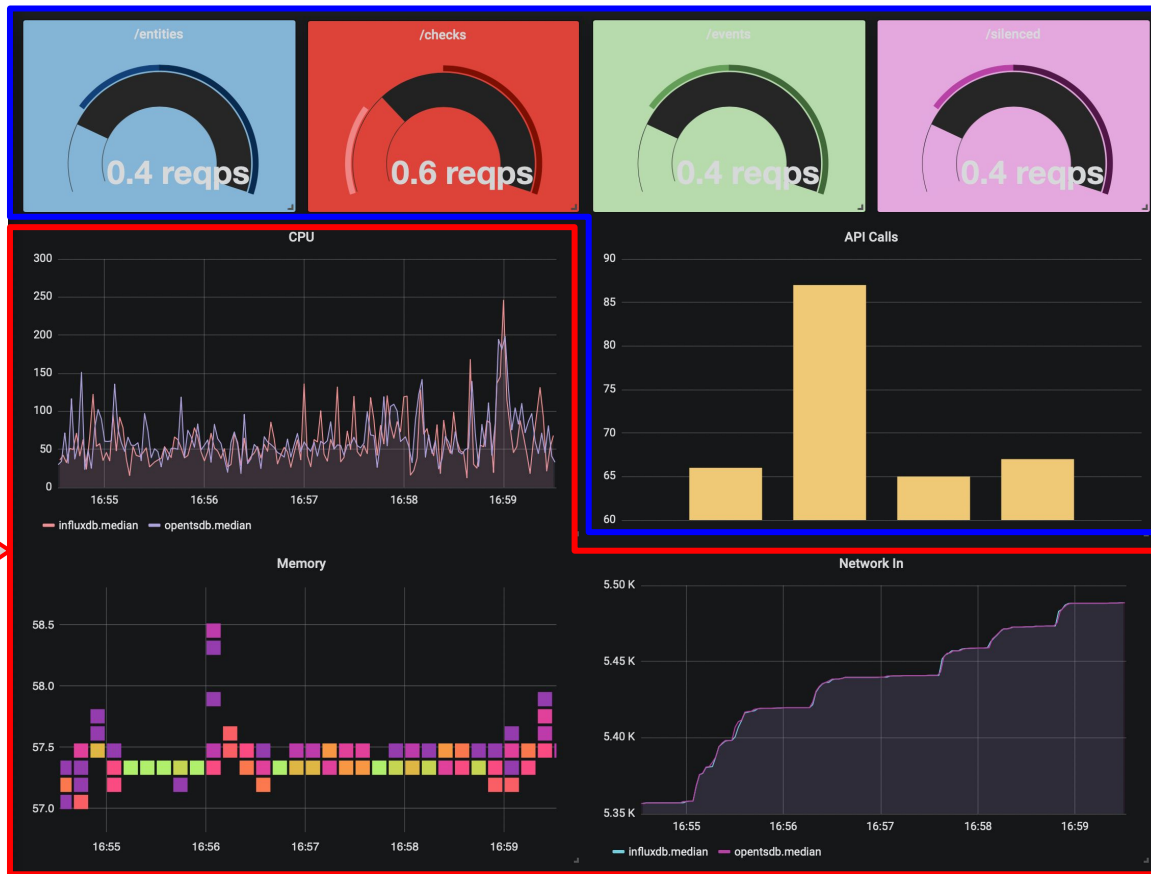 /entities
/checks
/events
/silenced
0.4 reqps
0.6 reqps
0.4 reqps
0.4 reqps
CPU
300
250
200
150
100
50
0
16:55
16:56
16:57
16:58
16:59
influxdb.median
opentsdb.median
API Calls
90
85
80
75
70
65
60
Memory
58.5
58.0
57.5
57.0
16:55
16:56
16:57
16:58
16:59
Network In
5.50 K
5.45 K
5.40 K
5.35 K
16:55
16:56
16:57
16:58
16:59
influxdb.median
opentsdb.median